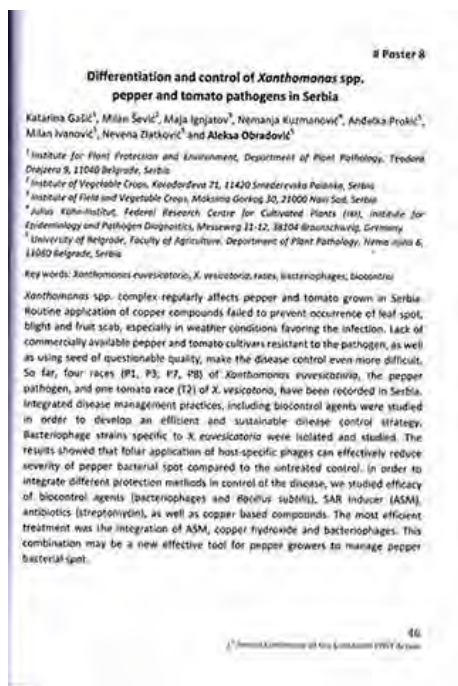 # Poster 8
Differentiation and control of Xanthomonas spp.
pepper and tomato pathogens in Serbia
Katarina Gašić¹, Milan Šević², Maja Ignjatov³, Nemanja Kuzmanović⁴, Anđelka Prokić⁵,
Milan Ivanović⁵, Nevena Zlatković⁵ and Aleksa Obradović⁵
¹ Institute for Plant Protection and Environment, Department of Plant Pathology, Teodora
Drajzera 9, 11040 Belgrade, Serbia
² Institute of Vegetable Crops, Karađorđeva 71, 11420 Smederevska Palanka, Serbia
³ Institute of Field and Vegetable Crops, Maksima Gorkog 30, 21000 Novi Sad, Serbia
⁴ Julius Kühn-Institut, Federal Research Centre for Cultivated Plants (JKI), Institute for
Epidemiology and Pathogen Diagnostics, Messeweg 11-12, 38104 Braunschweig, Germany
⁵ University of Belgrade, Faculty of Agriculture, Department of Plant Pathology, Nemanjina 6,
11080 Belgrade, Serbia
Key words: Xanthomonas euvesicatoria, X. vesicatoria, races, bacteriophages, biocontrol
Xanthomonas spp. complex regularly affects pepper and tomato grown in Serbia.
Routine application of copper compounds failed to prevent occurrence of leaf spot,
blight and fruit scab, especially in weather conditions favoring the infection. Lack of
commercially available pepper and tomato cultivars resistant to the pathogen, as well
as using seed of questionable quality, make the disease control even more difficult.
So far, four races (P1, P3, P7, P8) of Xanthomonas euvesicatoria, the pepper
pathogen, and one tomato race (T2) of X. vesicatoria, have been recorded in Serbia.
Integrated disease management practices, including biocontrol agents were studied
in order to develop an efficient and sustainable disease control strategy.
Bacteriophage strains specific to X. euvesicatoria were isolated and studied. The
results showed that foliar application of host-specific phages can effectively reduce
severity of pepper bacterial spot compared to the untreated control. In order to
integrate different protection methods in control of the disease, we studied efficacy
of biocontrol agents (bacteriophages and Bacillus subtilis), SAR inducer (ASM),
antibiotics (streptomycin), as well as copper based compounds. The most efficient
treatment was the integration of ASM, copper hydroxide and bacteriophages. This
combination may be a new effective tool for pepper growers to manage pepper
bacterial spot.
46